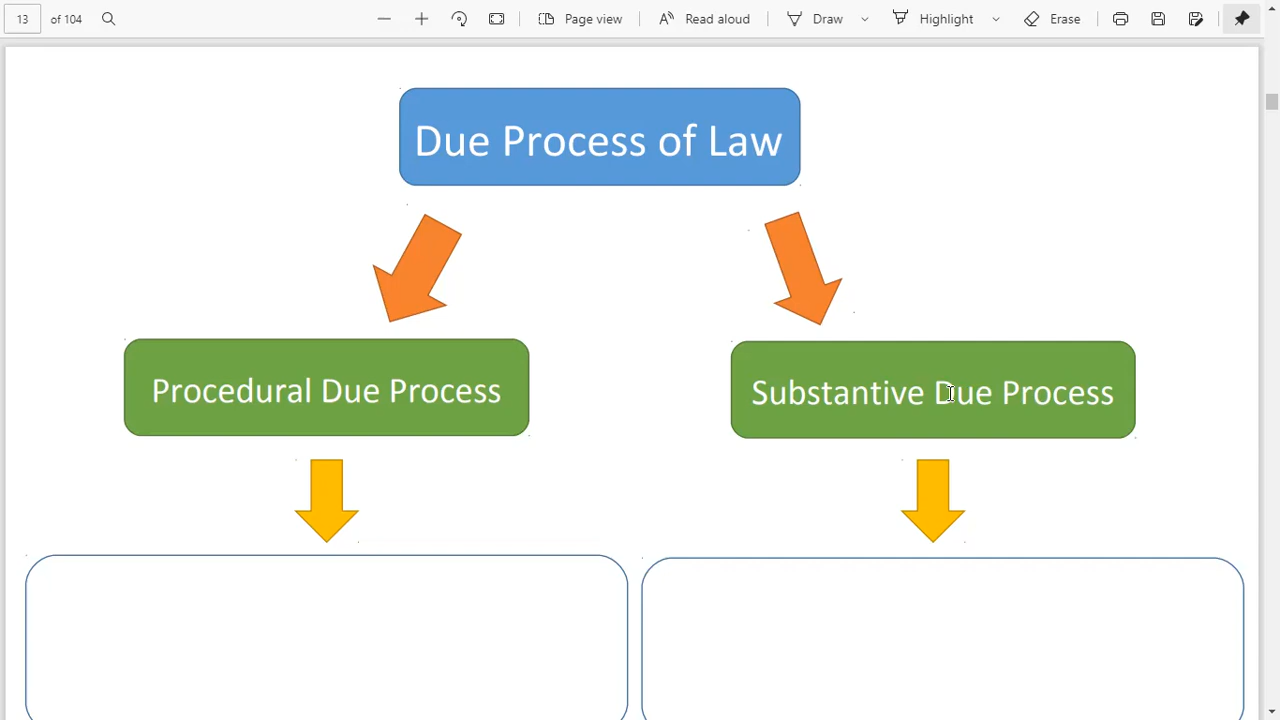 13 of 104 Page view Read aloud Draw Highlight Erase
Due Process of Law
Procedural Due Process
Substantive Due Process